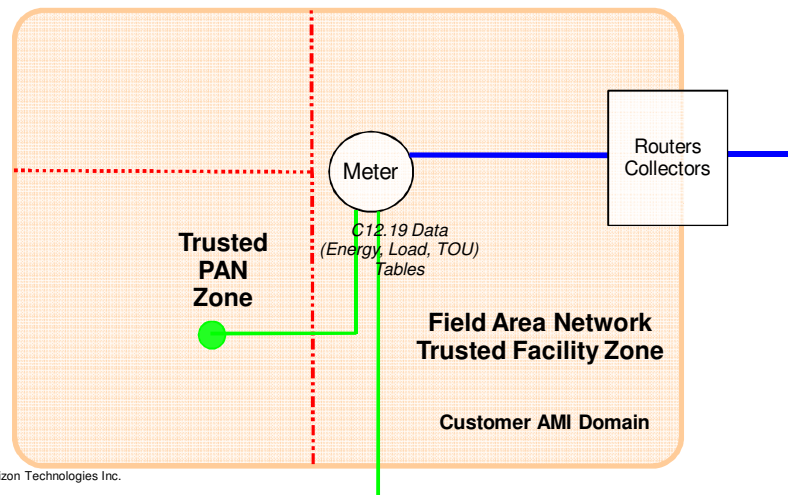 Routers
Collectors
Meter
C12.19 Data
(Energy, Load, TOU)
Tables
Trusted
PAN
Zone
Field Area Network
Trusted Facility Zone
Customer AMI Domain
izon Technologies Inc.